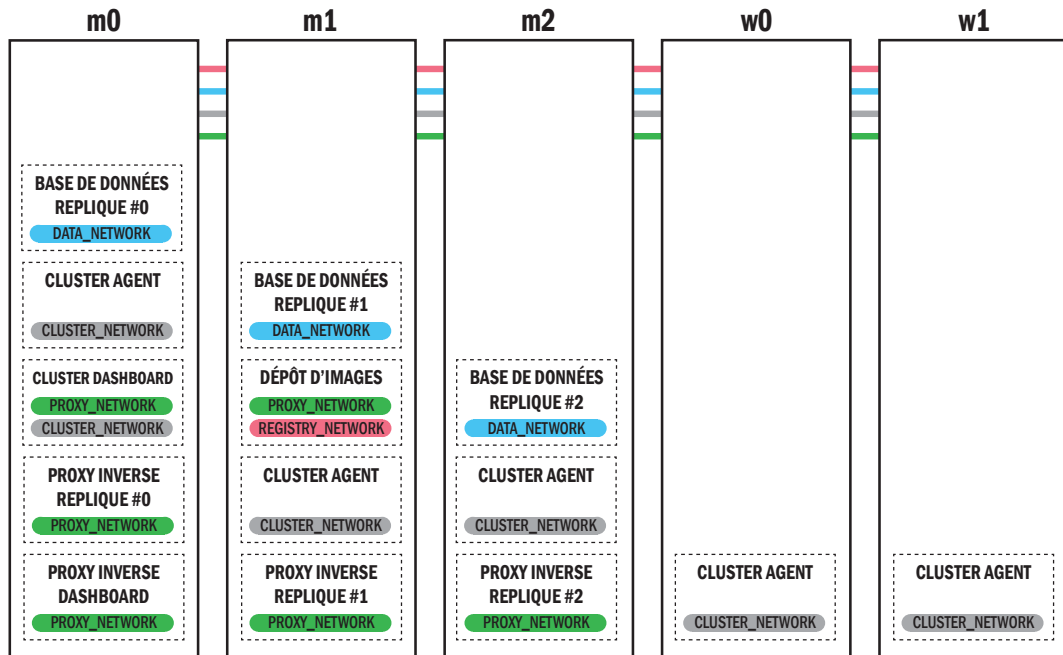 m0
m1
m2
w0
w1
BASE DE DONNÉES
REPLIQUE #0
DATA_NETWORK
CLUSTER AGENT
CLUSTER_NETWORK
CLUSTER DASHBOARD
PROXY_NETWORK
CLUSTER_NETWORK
PROXY INVERSE
REPLIQUE #0
PROXY_NETWORK
PROXY INVERSE
DASHBOARD
PROXY_NETWORK
BASE DE DONNÉES
REPLIQUE #1
DATA_NETWORK
DÉPÔT D'IMAGES
PROXY_NETWORK
REGISTRY_NETWORK
CLUSTER AGENT
CLUSTER_NETWORK
PROXY INVERSE
REPLIQUE #1
PROXY_NETWORK
BASE DE DONNÉES
REPLIQUE #2
DATA_NETWORK
CLUSTER AGENT
CLUSTER_NETWORK
PROXY INVERSE
REPLIQUE #2
PROXY_NETWORK
CLUSTER AGENT
CLUSTER_NETWORK
CLUSTER AGENT
CLUSTER_NETWORK